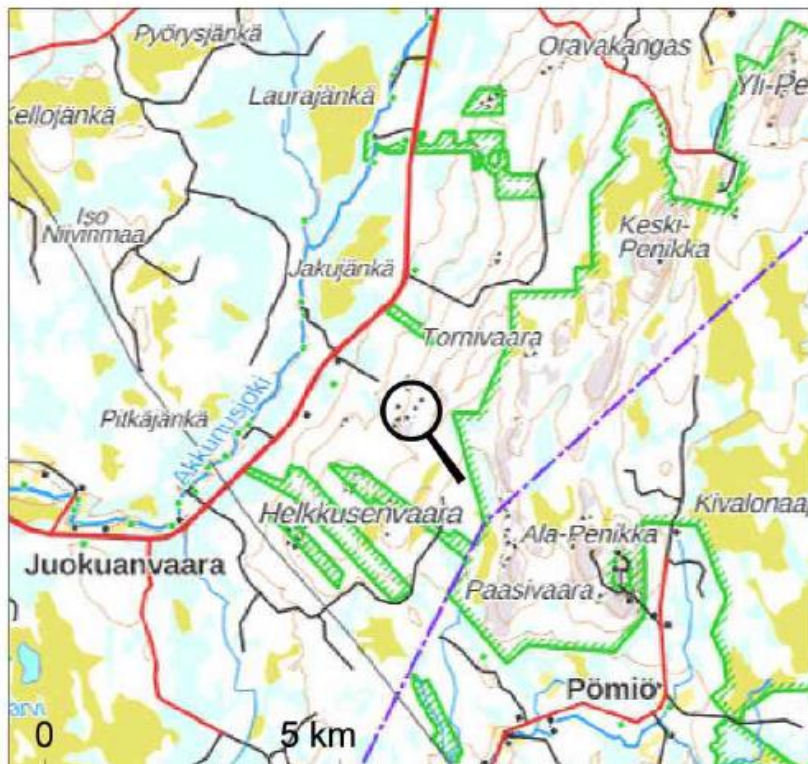 Pyörysjänkä
Oravakangas
Laurajänkä
Yli-Pe
Kellojänkä
Iso
Niivinmaa
Keski-
Penikka
Jakujänkä
Tornivaara
Pitkäjänkä
Akkunusjoki
Helkkusenvaara
Kivalonaap
Ala-Penikka
Juokuanvaara
Paasivaara
Pömiö
0
5 km